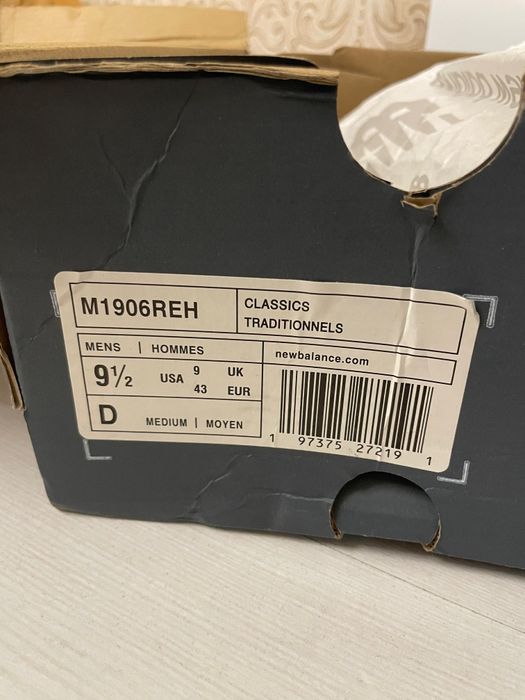 M1906REH
CLASSICS
TRADITIONNELS
MENS | HOMMES
9½ USA 9 UK
43 EUR
D MEDIUM | MOYEN
newbalance.com
1 97375 27219 1